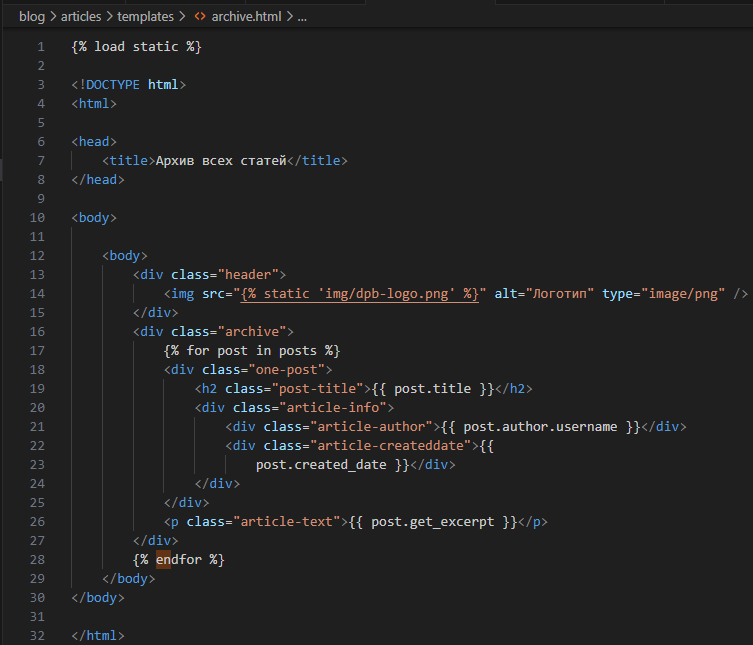 blog > articles > templates > <> archive.html > ...
1 {% load static %}
2
3 <!DOCTYPE html>
4 <html>
5
6 <head>
7     <title>Архив всех статей</title>
8 </head>
9
10 <body>
11
12     <body>
13         <div class="header">
14             <img src="{% static 'img/dpb-logo.png' %}" alt="Логотип" type="image/png" />
15         </div>
16         <div class="archive">
17             {% for post in posts %}
18             <div class="one-post">
19                 <h2 class="post-title">{{ post.title }}</h2>
20                 <div class="article-info">
21                     <div class="article-author">{{ post.author.username }}</div>
22                     <div class="article-createddate">{{
23                         post.created_date }}</div>
24                 </div>
25             </div>
26             <p class="article-text">{{ post.get_excerpt }}</p>
27         </div>
28         {% endfor %}
29     </body>
30 </body>
31
32 </html>